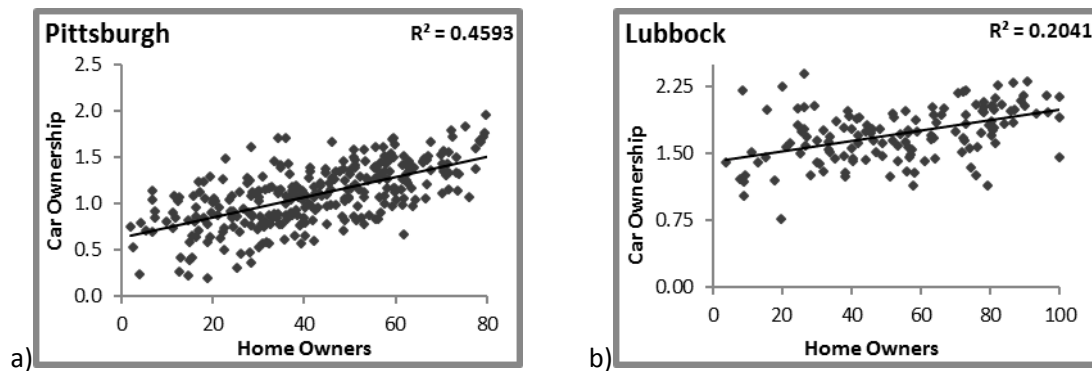 a)
Pittsburgh
R² = 0.4593
Car Ownership
2.5
2.0
1.5
1.0
0.5
0.0
0 20 40 60 80
Home Owners
b)
Lubbock
R² = 0.2041
Car Ownership
2.25
1.50
0.75
0.00
0 20 40 60 80 100
Home Owners